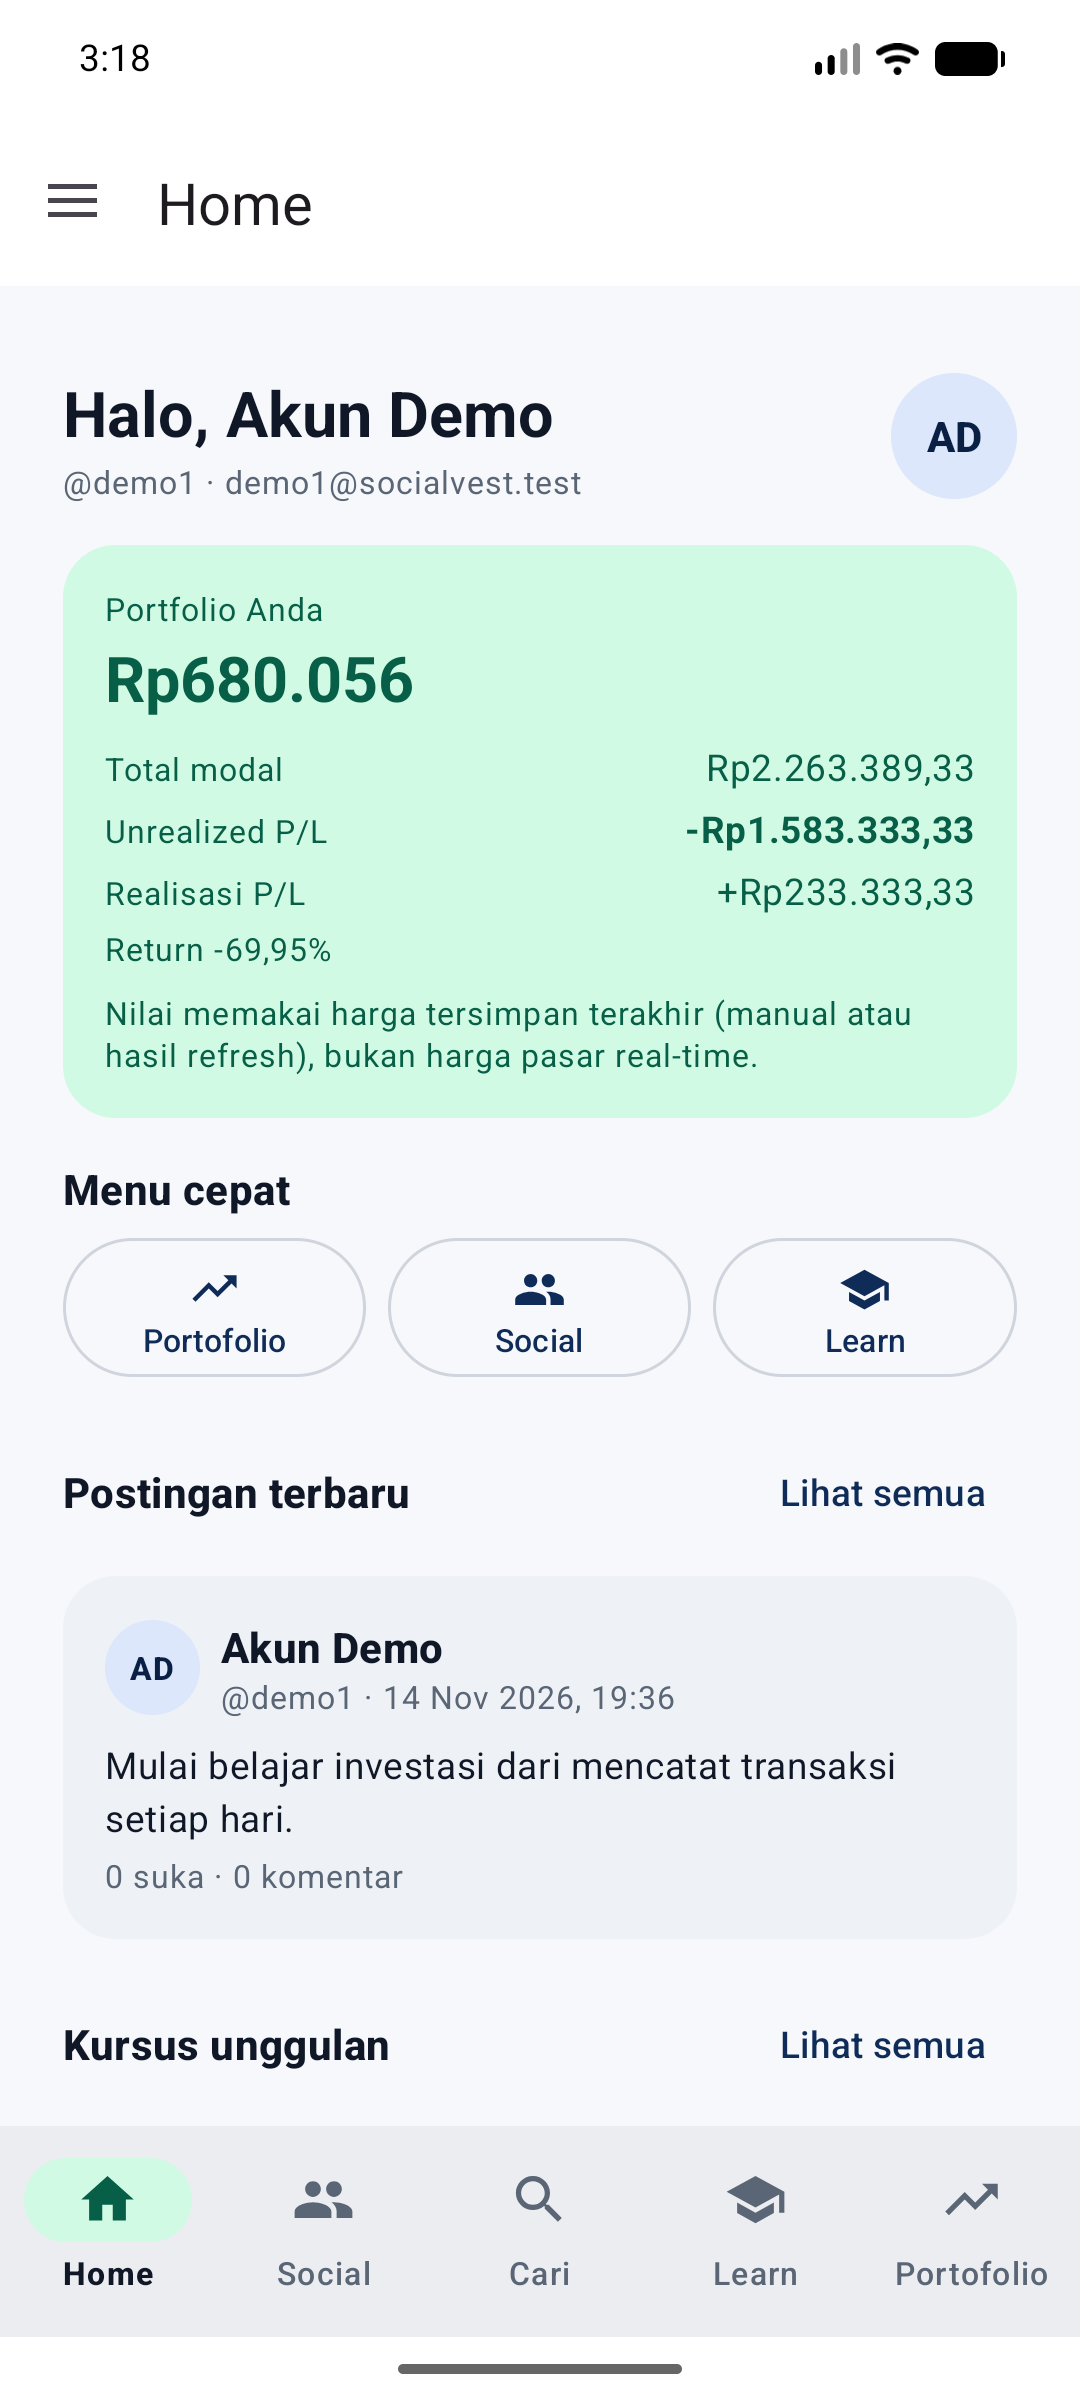 3:18
Home
Halo, Akun Demo
@demo1 · demo1@socialvest.test
AD
Portfolio Anda
Rp680.056
Total modal Rp2.263.389,33
Unrealized P/L -Rp1.583.333,33
Realisasi P/L +Rp233.333,33
Return -69,95%
Nilai memakai harga tersimpan terakhir (manual atau
hasil refresh), bukan harga pasar real-time.
Menu cepat
Portofolio Social Learn
Postingan terbaru Lihat semua
AD
Akun Demo
@demo1 · 14 Nov 2026, 19:36
Mulai belajar investasi dari mencatat transaksi
setiap hari.
0 suka · 0 komentar
Kursus unggulan Lihat semua
Home Social Cari Learn Portofolio